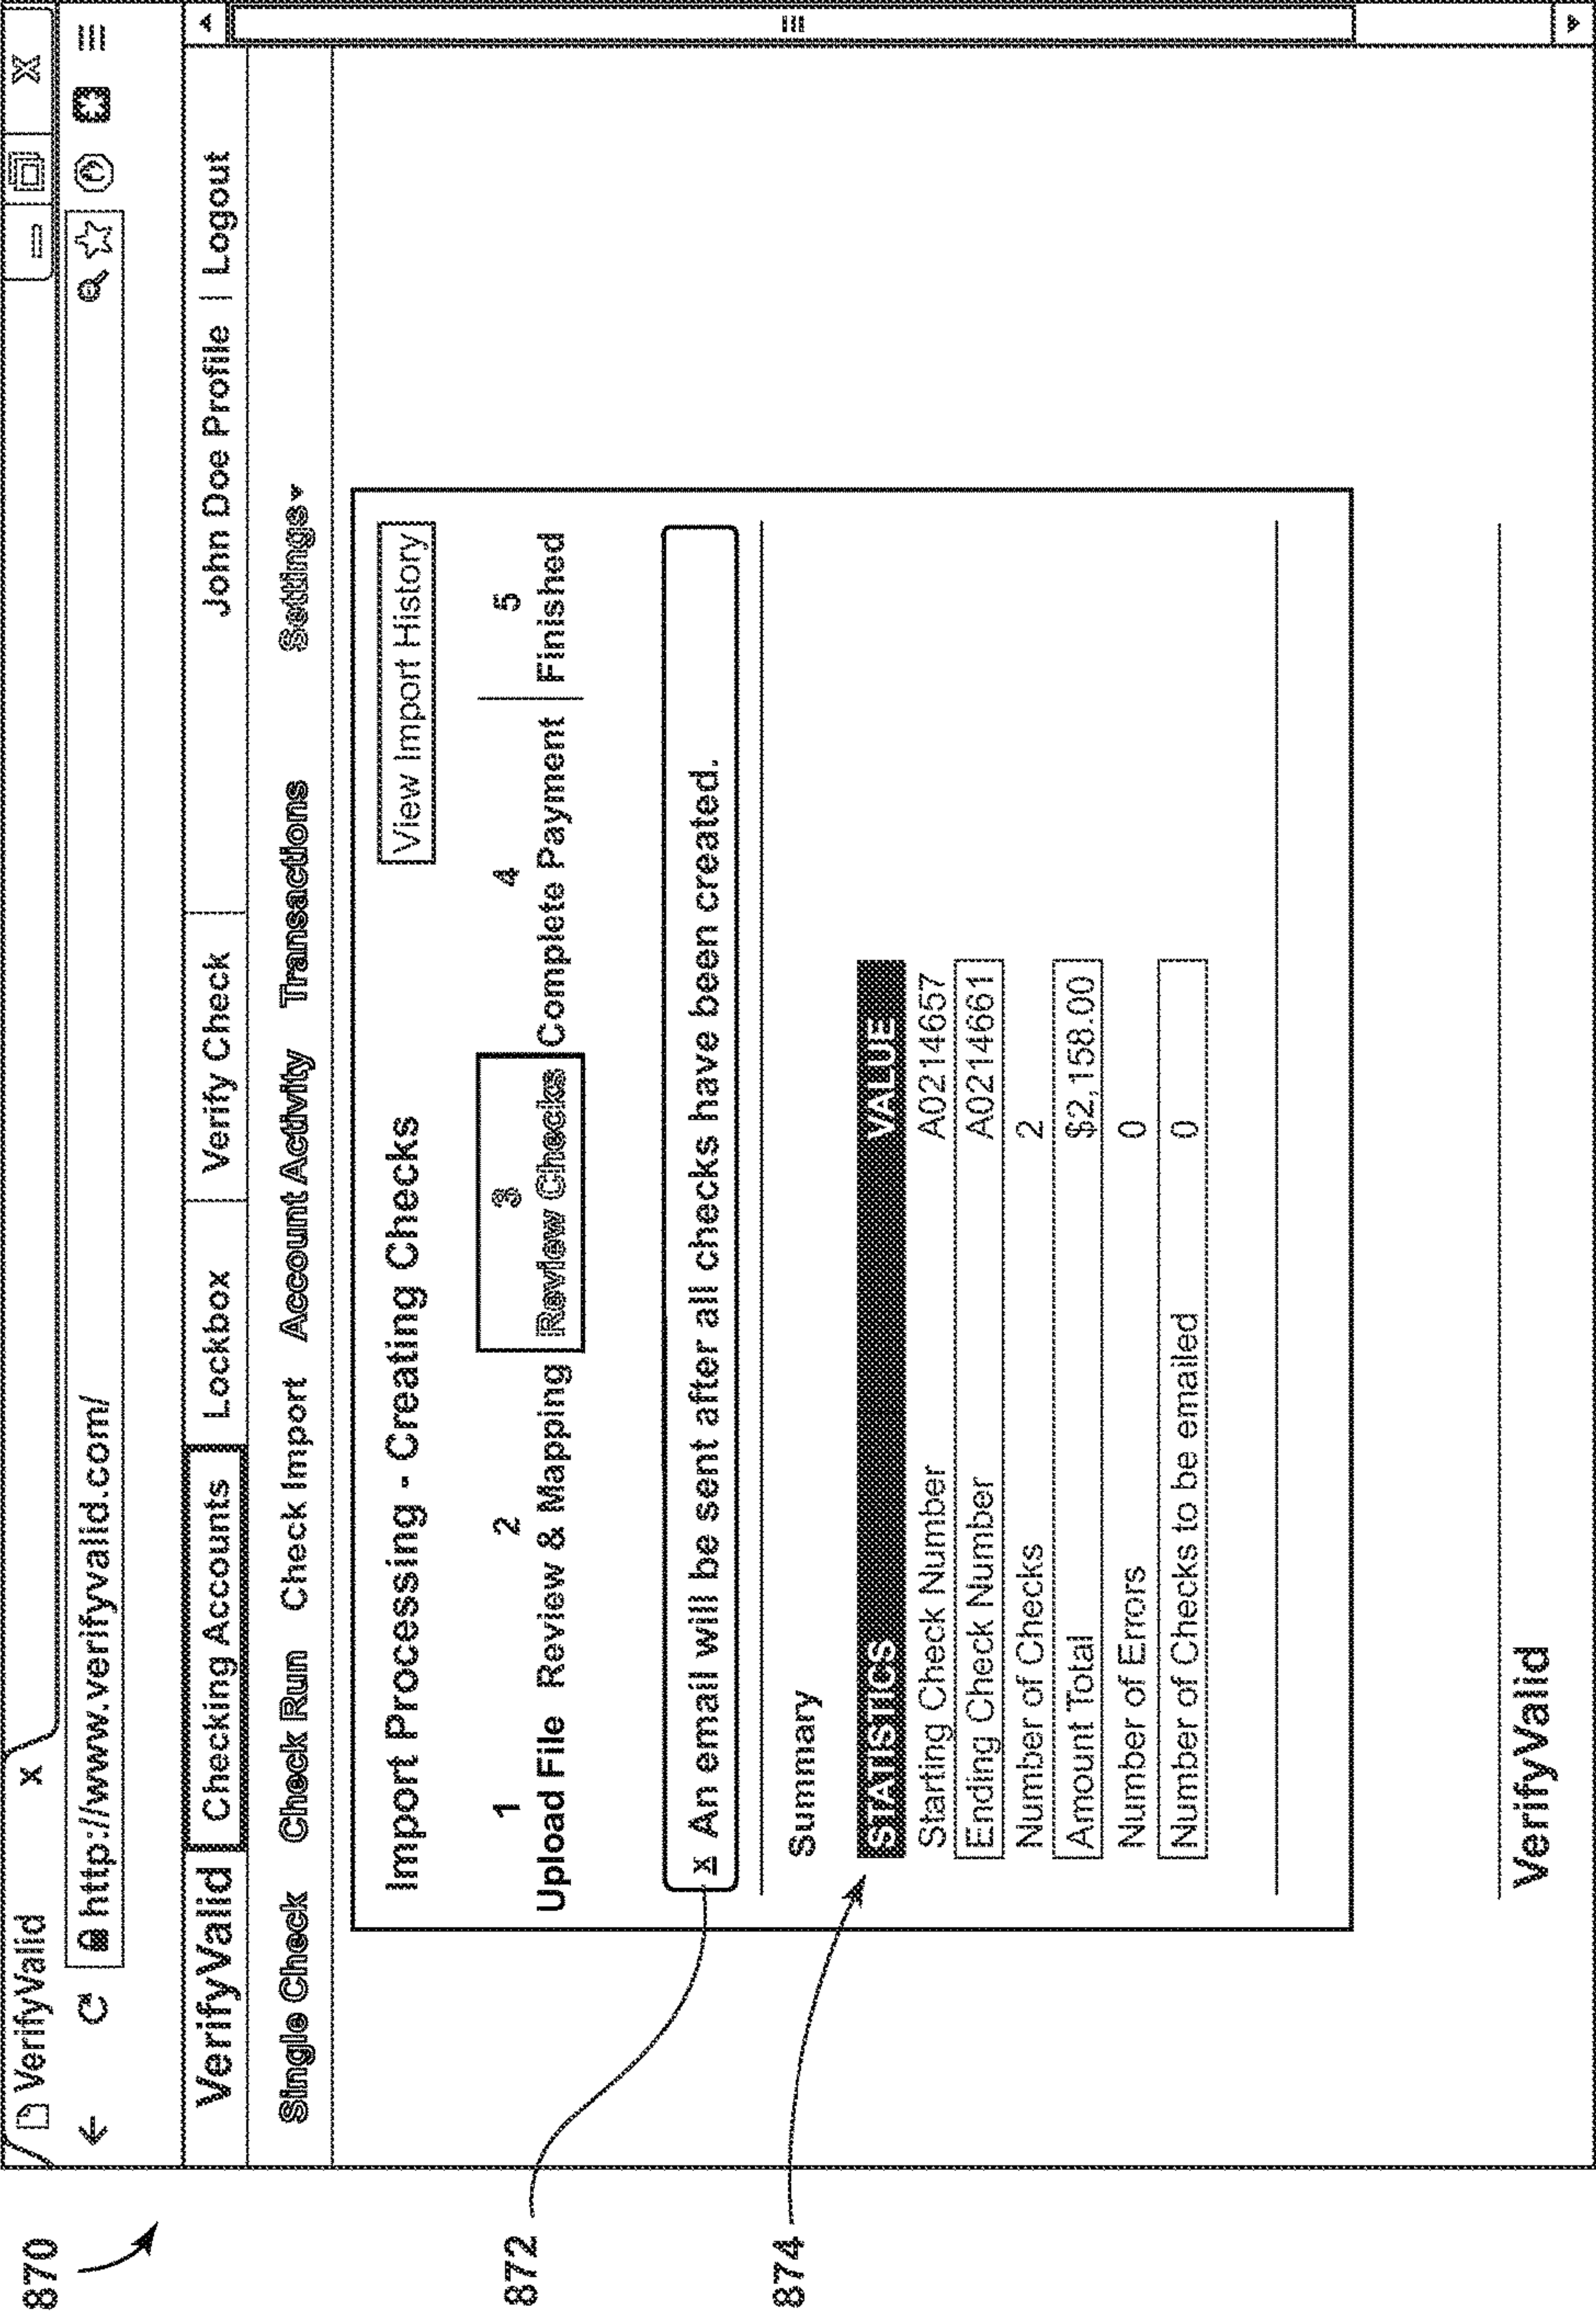 870
VerifyValid x X
http://www.verifyvalid.com/
VerifyValid Checking Accounts Lockbox Verify Check John Doe Profile | Logout
Single Check Check Run Check Import Account Activity Transactions Settings
Import Processing - Creating Checks View Import History
1 2 3 4 5
Upload File Review & Mapping Review Checks Complete Payment Finished
872
x An email will be sent after all checks have been created.
Summary
874
STATISTICS VALUE
Starting Check Number A0214657
Ending Check Number A0214661
Number of Checks 2
Amount Total $2,158.00
Number of Errors 0
Number of Checks to be emailed 0
VerifyValid